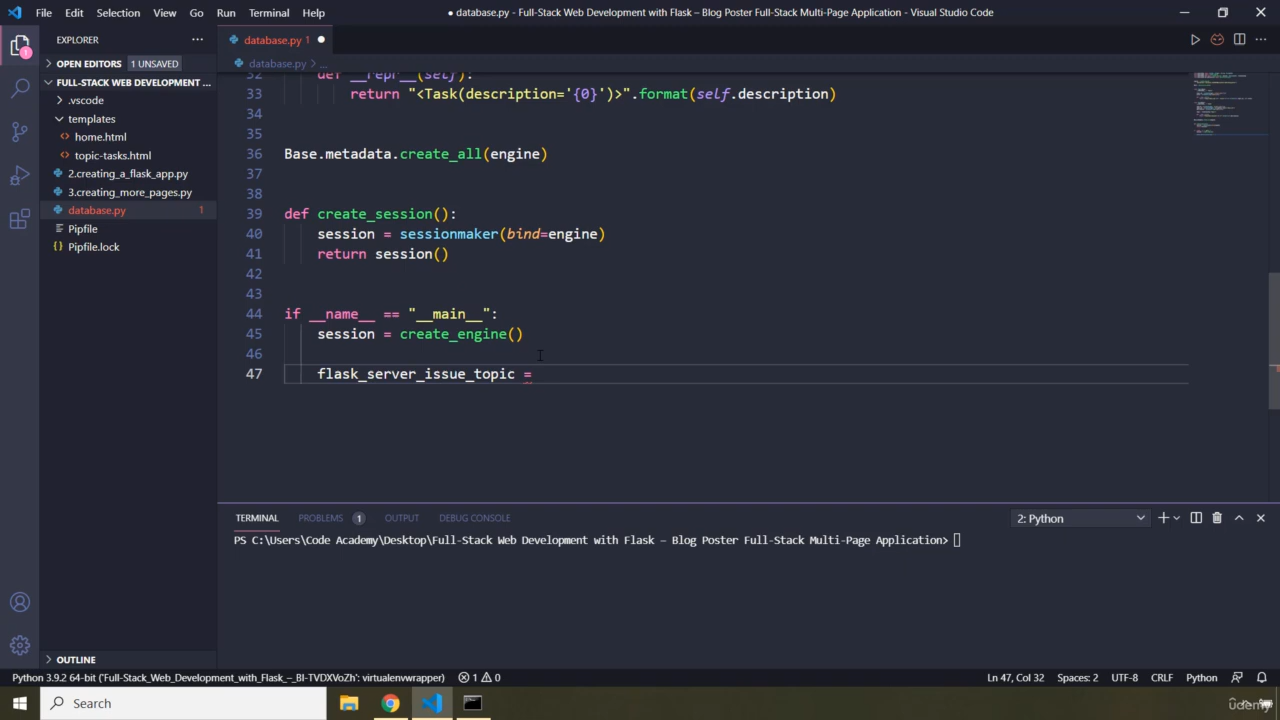 File Edit Selection View Go Run Terminal Help
● database.py - Full-Stack Web Development with Flask – Blog Poster Full-Stack Multi-Page Application - Visual Studio Code
EXPLORER
database.py 1 ●
OPEN EDITORS 1 UNSAVED
database.py > ...
FULL-STACK WEB DEVELOPMENT ...
.vscode
templates
home.html
topic-tasks.html
2.creating_a_flask_app.py
3.creating_more_pages.py
database.py 1
Pipfile
Pipfile.lock
OUTLINE
32 def __repr__(self):
33 return "<Task(description='{0}')>".format(self.description)
34
35
36 Base.metadata.create_all(engine)
37
38
39 def create_session():
40 session = sessionmaker(bind=engine)
41 return session()
42
43
44 if __name__ == "__main__":
45 session = create_engine()
46
47 flask_server_issue_topic =
TERMINAL PROBLEMS 1 OUTPUT DEBUG CONSOLE
2: Python
PS C:\Users\Code Academy\Desktop\Full-Stack Web Development with Flask – Blog Poster Full-Stack Multi-Page Application>
Python 3.9.2 64-bit ('Full-Stack_Web_Development_with_Flask_–_Bl-TVDXVoZh': virtualenvwrapper) 1 0
Ln 47, Col 32 Spaces: 2 UTF-8 CRLF Python
Search
udemy